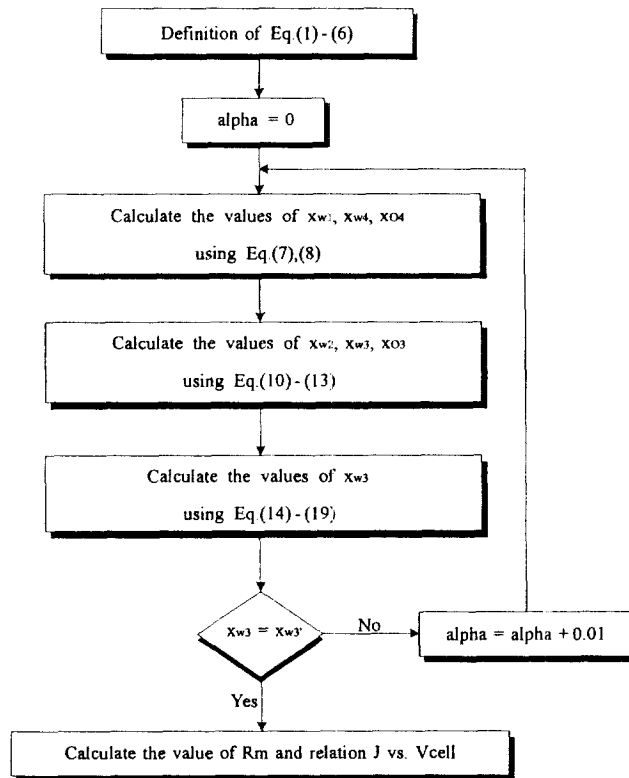 Definition of Eq.(1) - (6)
alpha = 0
Calculate the values of xw1, xw4, xO4
using Eq.(7),(8)
Calculate the values of xw2, xw3, xO3
using Eq.(10) - (13)
Calculate the values of xw3
using Eq.(14) - (19)
xw3 = xw3'
No
alpha = alpha + 0.01
Yes
Calculate the value of Rm and relation J vs. Vcell